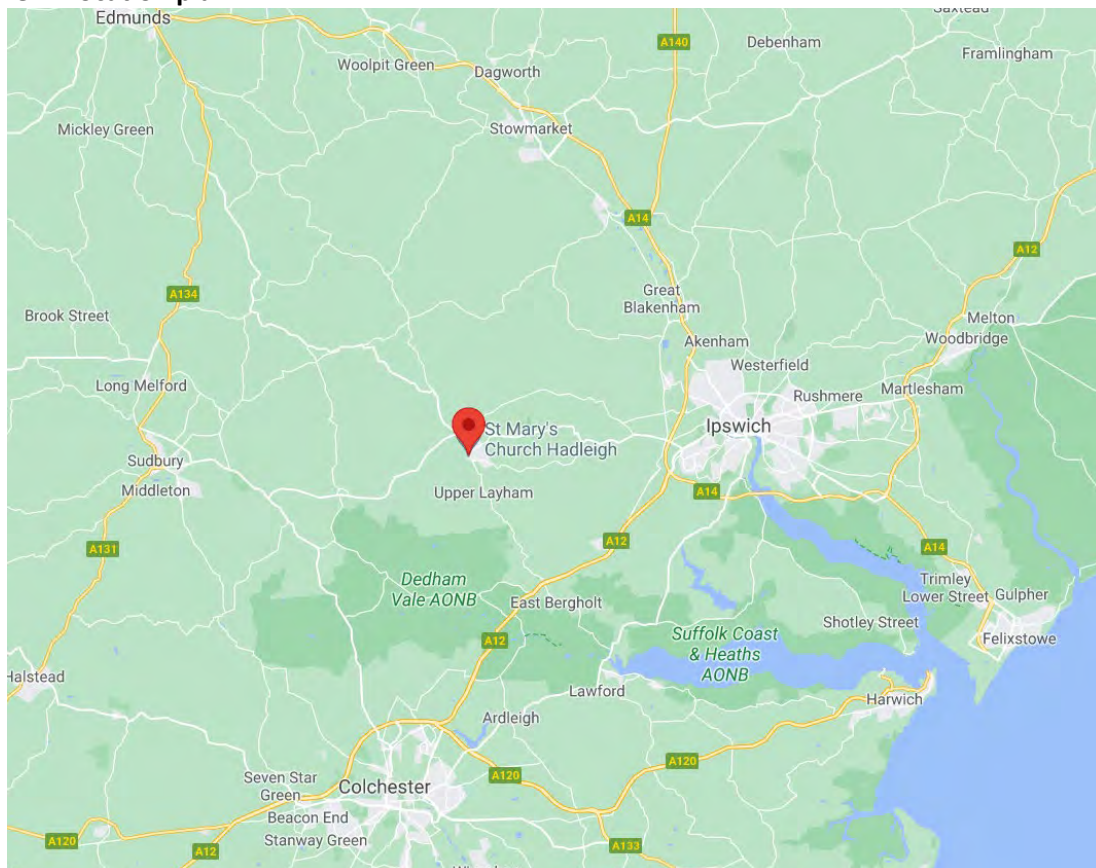 Edmunds
Saxtead
A140
Debenham
Framlingham
Woolpit Green
Dagworth
Mickley Green
Stowmarket
A14
A12
A134
Great
Blakenham
Brook Street
Melton
Woodbridge
Akenham
Westerfield
Long Melford
Rushmere
Martlesham
St Mary's
Church Hadleigh
Ipswich
Sudbury
Middleton
Upper Layham
A14
A12
A131
A14
Dedham
Vale AONB
East Bergholt
Trimley
Lower Street
Gulpher
Shotley Street
Felixstowe
A12
Suffolk Coast
& Heaths
AONB
Halstead
Lawford
Harwich
Ardleigh
A120
A120
Seven Star
Green
Colchester
Beacon End
Stanway Green
A120
A12
A133